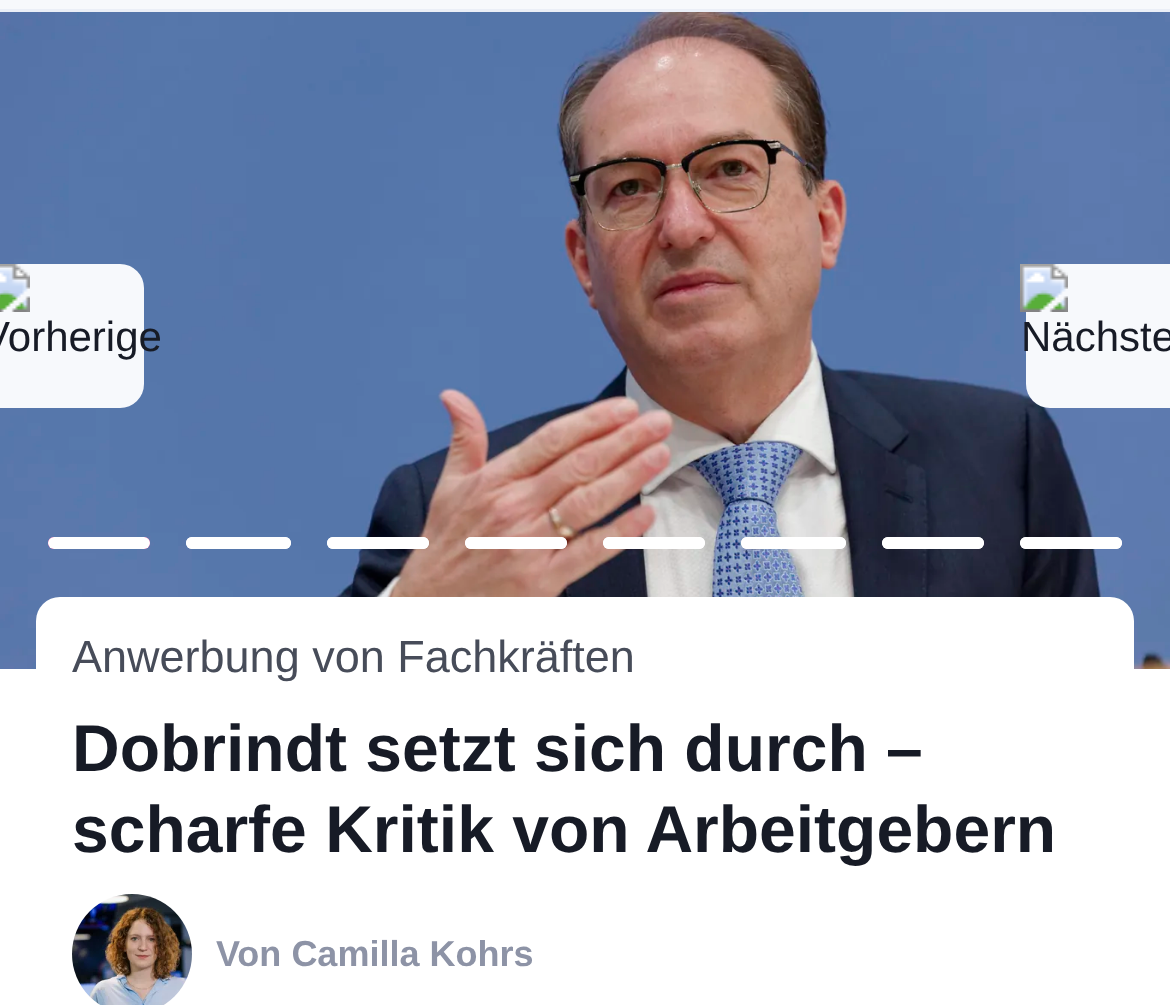 Vorherige
Nächste
Anwerbung von Fachkräften
Dobrindt setzt sich durch –
scharfe Kritik von Arbeitgebern
Von Camilla Kohrs